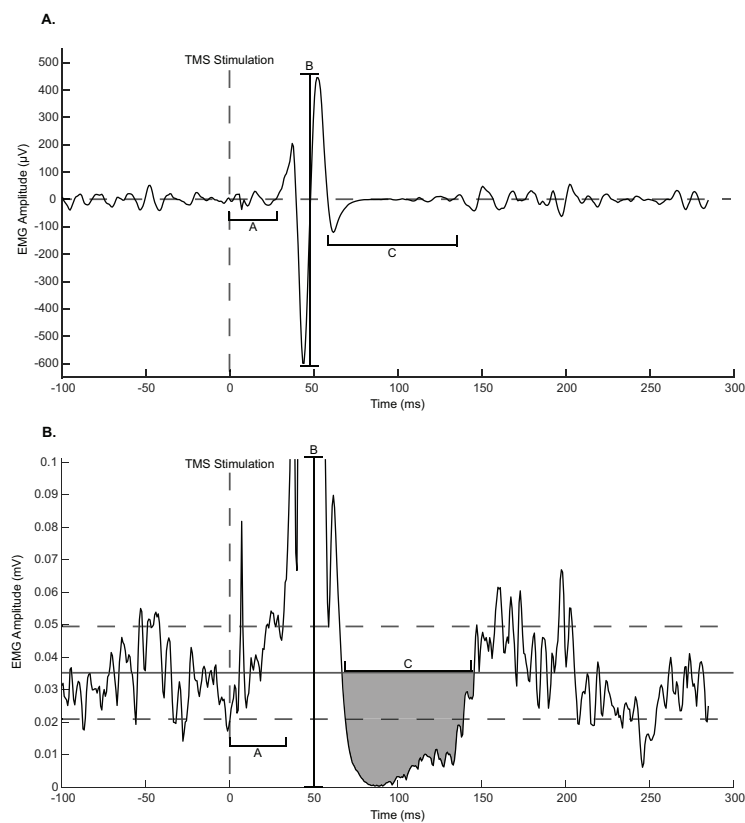 A.
TMS Stimulation
B
500
400
300
200
100
0
-100
-200
-300
-400
-500
-600
EMG Amplitude (µV)
A
C
-100 -50 0 50 100 150 200 250 300
Time (ms)
B.
TMS Stimulation
B
0.1
0.09
0.08
0.07
0.06
0.05
0.04
0.03
0.02
0.01
0
EMG Amplitude (mV)
C
A
-100 -50 0 50 100 150 200 250 300
Time (ms)